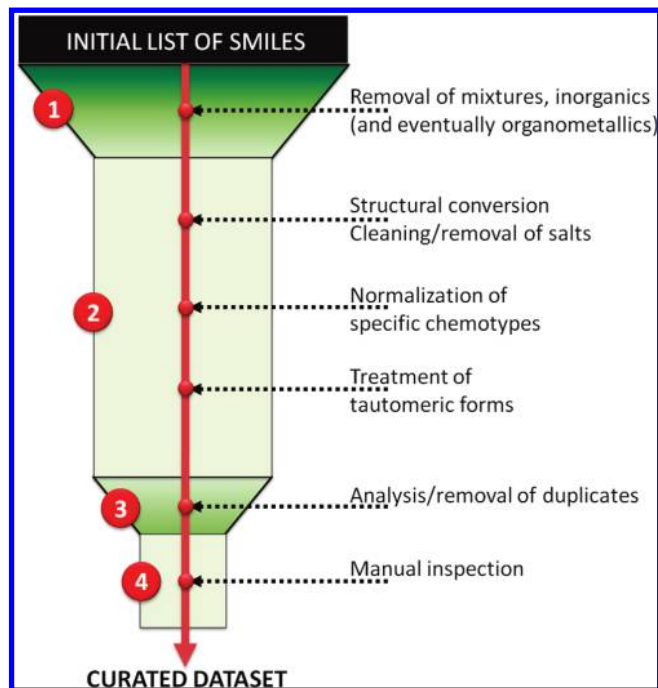 INITIAL LIST OF SMILES
1
Removal of mixtures, inorganics
(and eventually organometallics)
Structural conversion
Cleaning/removal of salts
2
Normalization of
specific chemotypes
Treatment of
tautomeric forms
3
Analysis/removal of duplicates
4
Manual inspection
CURATED DATASET